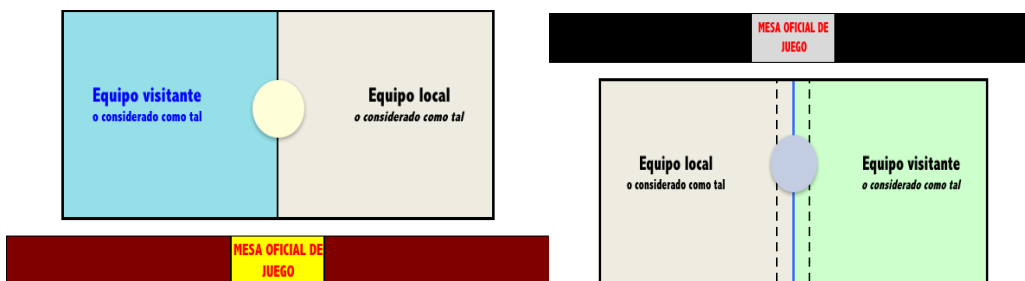 Equipo visitante
o considerado como tal
Equipo local
o considerado como tal
MESA OFICIAL DE
JUEGO
MESA OFICIAL DE
JUEGO
Equipo local
o considerado como tal
Equipo visitante
o considerado como tal